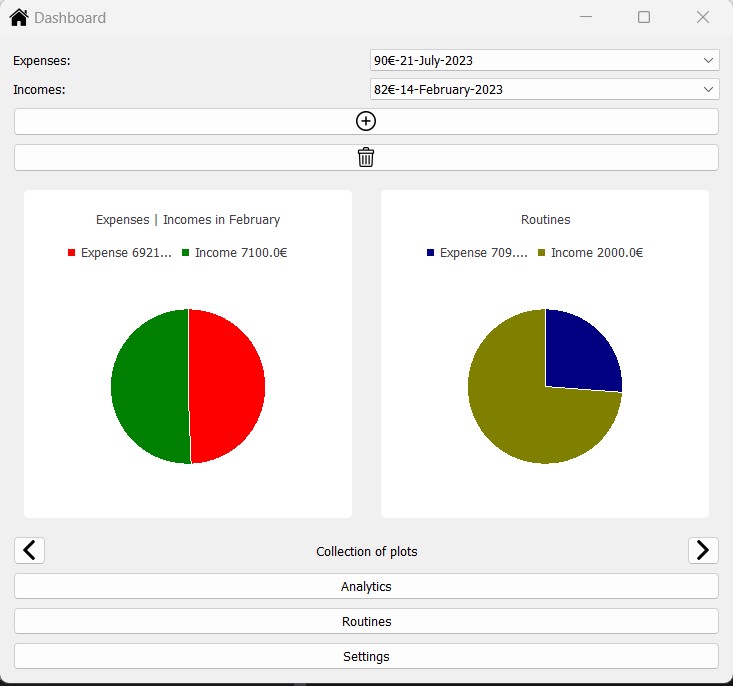 Dashboard
Expenses: 90€-21-July-2023
Incomes: 82€-14-February-2023
Expenses | Incomes in February
Expense 6921... Income 7100.0€
Routines
Expense 709.... Income 2000.0€
Collection of plots
Analytics
Routines
Settings